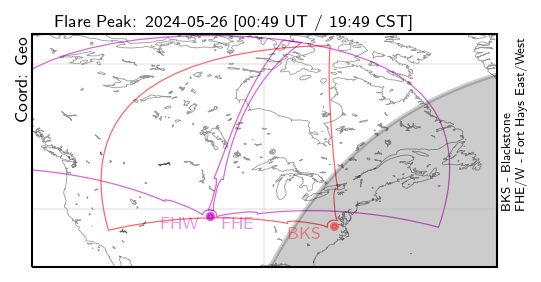 Flare Peak: 2024-05-26 [00:49 UT / 19:49 CST]
Coord: Geo
FHW
FHE
BKS
BKS - Blackstone
FHE/W - Fort Hays East/West